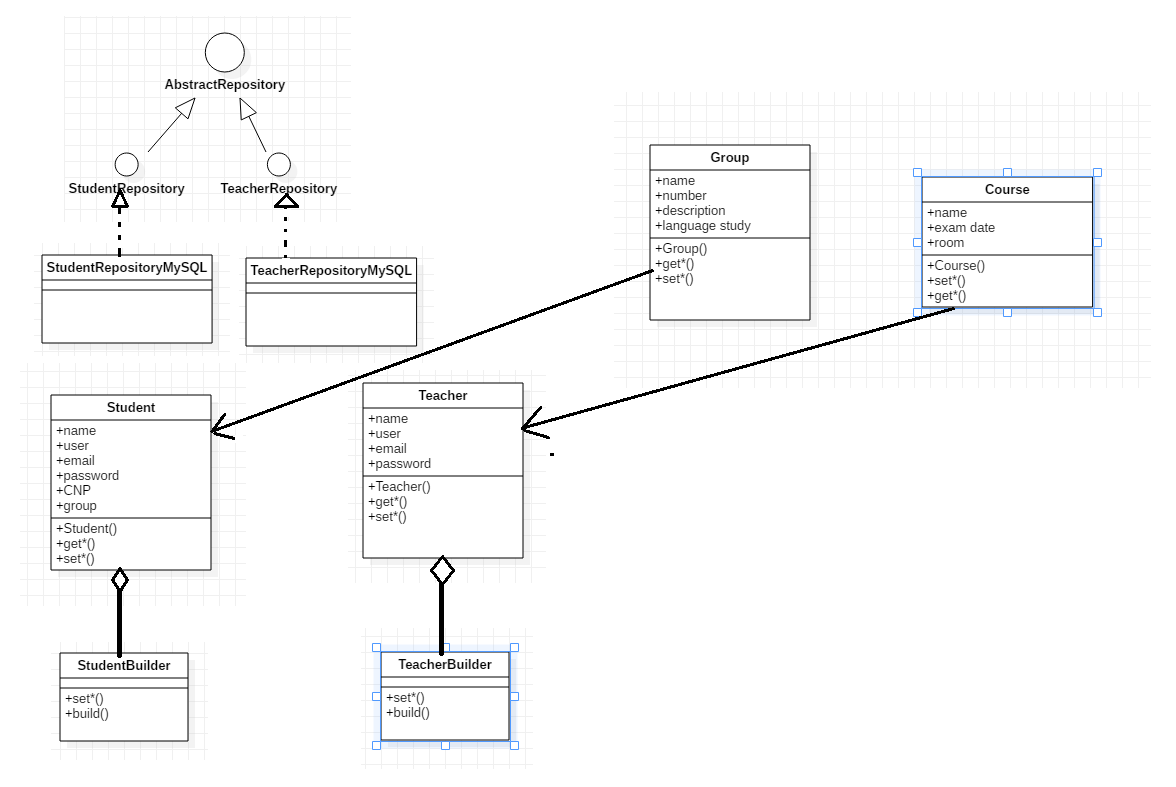 AbstractRepository
StudentRepository
TeacherRepository
StudentRepositoryMySQL
TeacherRepositoryMySQL
Group
+name
+number
+description
+language study
+Group()
+get*()
+set*()
Course
+name
+exam date
+room
+Course()
+set*()
+get*()
Student
+name
+user
+email
+password
+CNP
+group
+Student()
+get*()
+set*()
Teacher
+name
+user
+email
+password
+Teacher()
+get*()
+set*()
StudentBuilder
+set*()
+build()
TeacherBuilder
+set*()
+build()